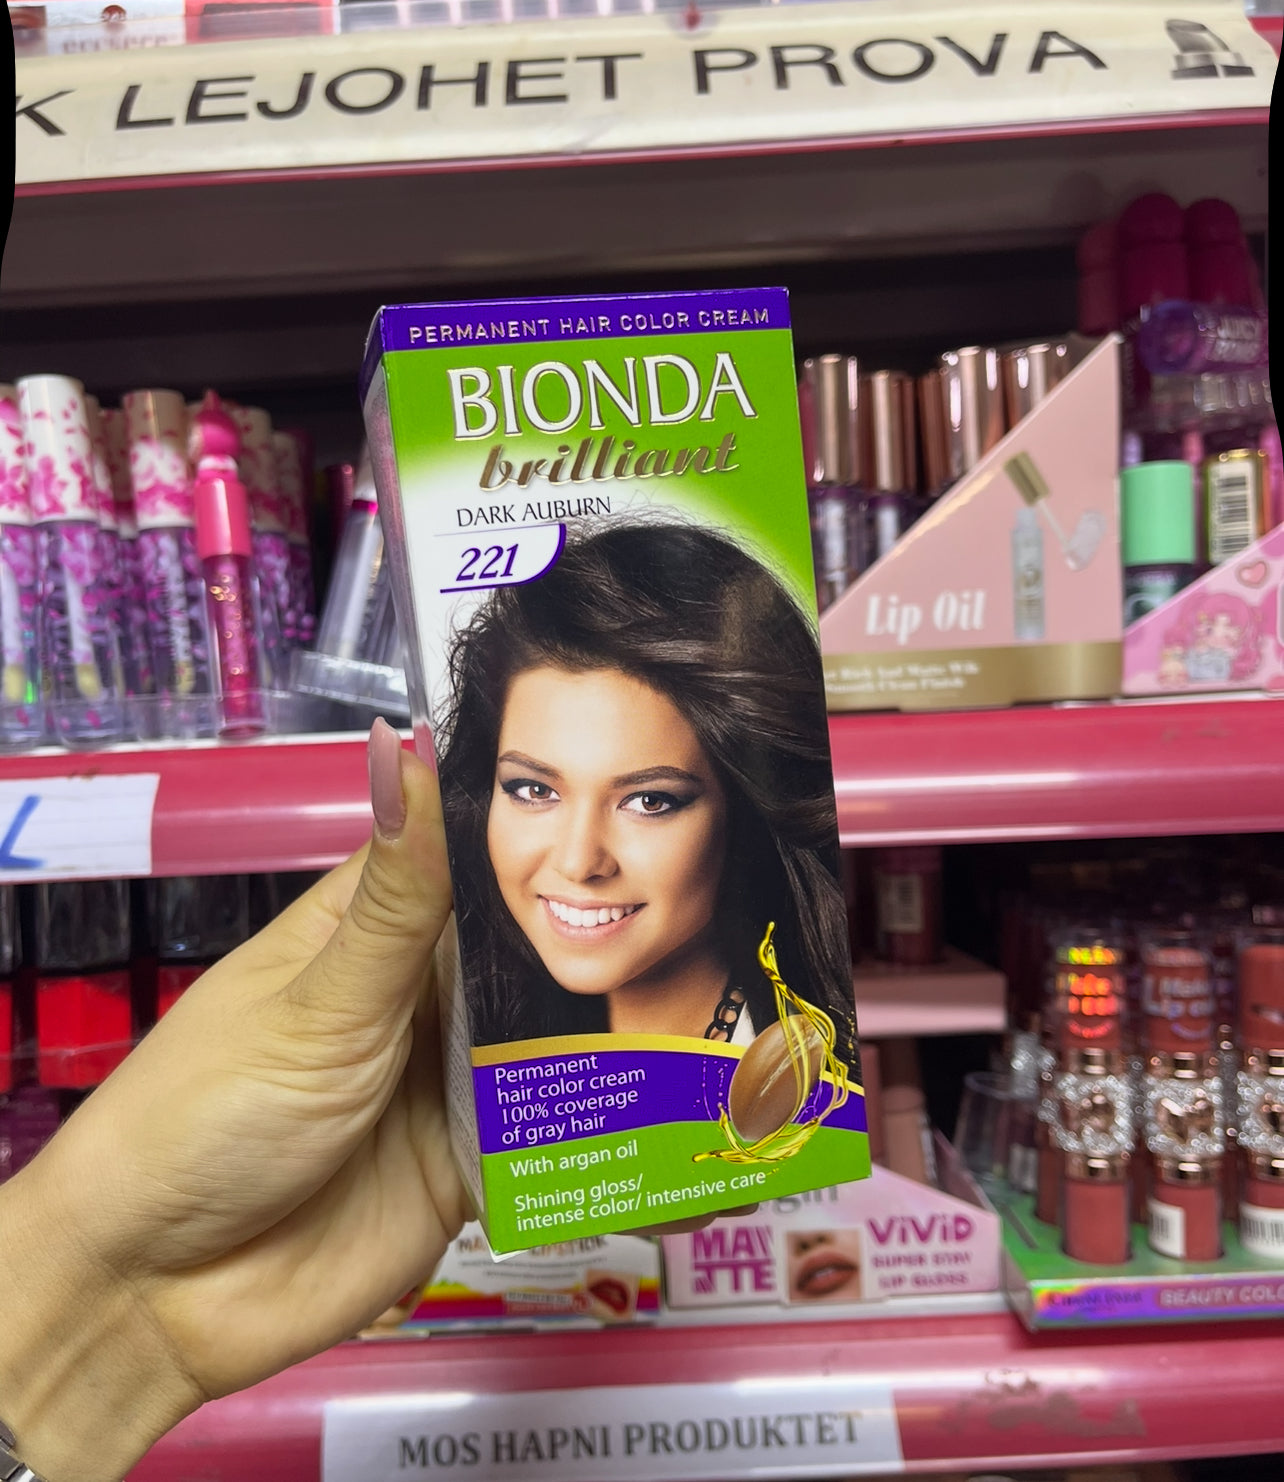 K LEJOHET PROVA
PERMANENT HAIR COLOR CREAM
BIONDA
brilliant
DARK AUBURN
221
Permanent
hair color cream
100% coverage
of gray hair
With argan oil
Shining gloss/
intense color/ intensive care
Lip Oil
JUICY
MATTE
ViViD
SUPER STAY
LIP GLOSS
BEAUTY COLO
MOS HAPNI PRODUKTET